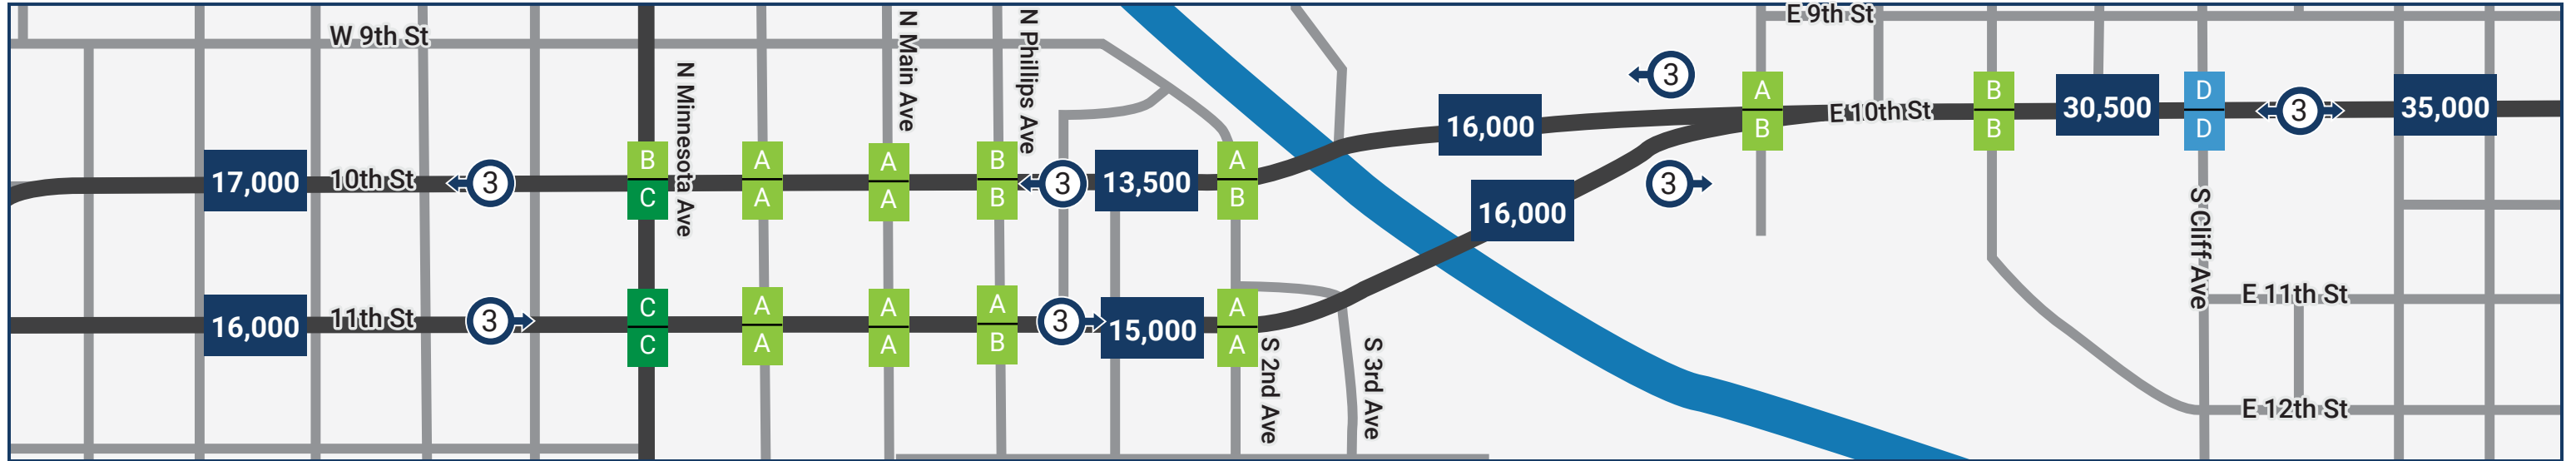 E 9th St
W 9th St
N Main Ave
N Phillips Ave
N Minnesota Ave
3
A
B
E 10th St
B
B
30,500
D
D
3
35,000
16,000
17,000
10th St
3
B
C
A
A
A
A
B
B
3
13,500
A
B
3
16,000
S Cliff Ave
16,000
11th St
3
C
C
A
A
A
A
A
B
3
15,000
A
A
S 2nd Ave
S 3rd Ave
E 11th St
E 12th St